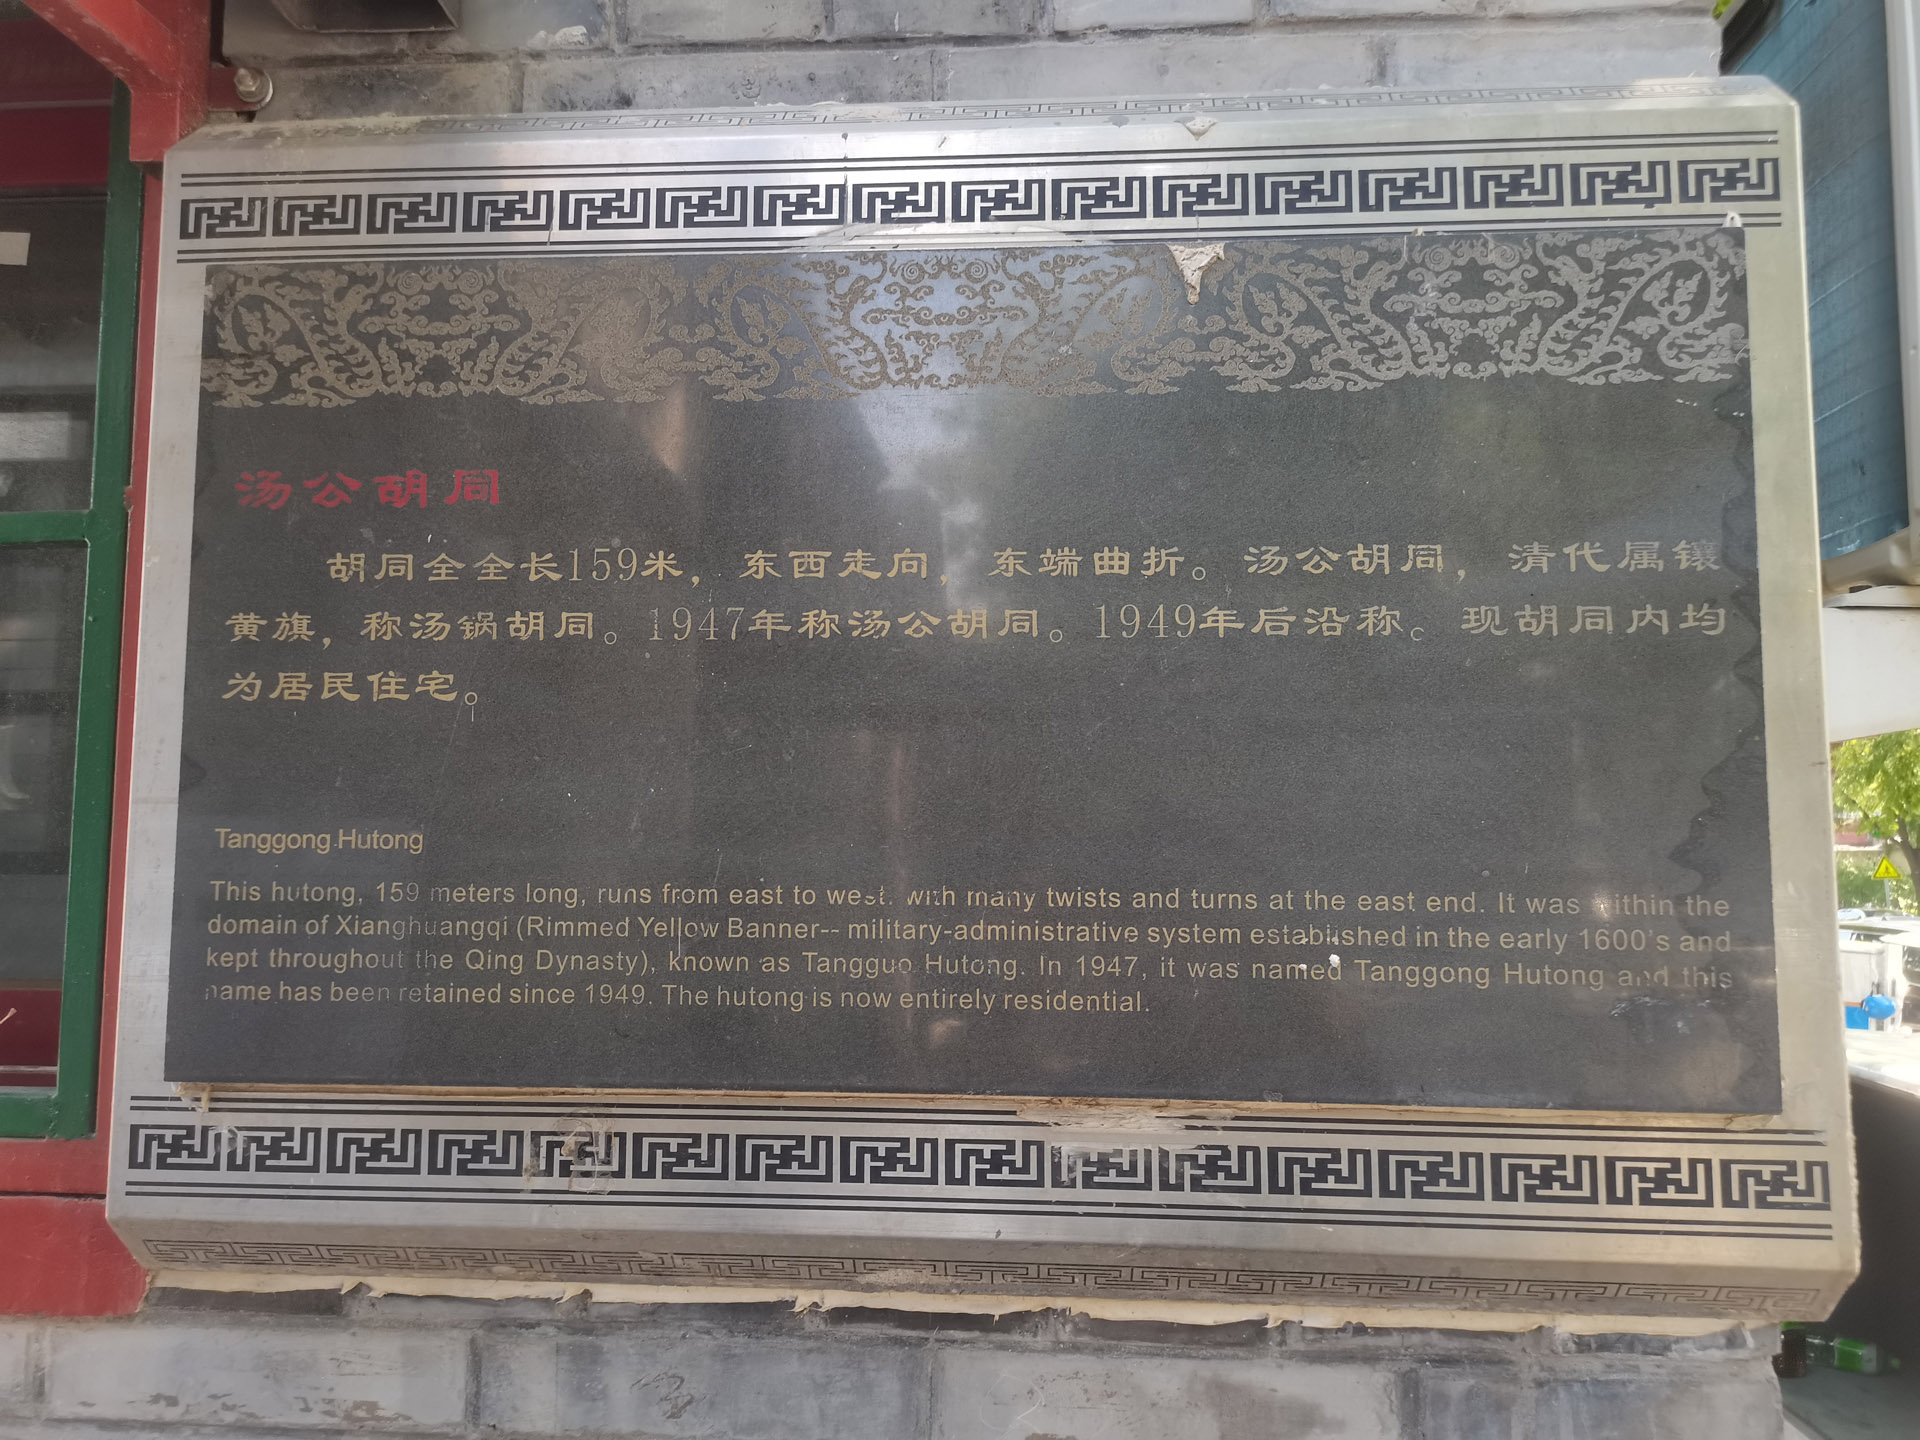 汤公胡同
胡同全全长159米，东西走向，东端曲折。汤公胡同，清代属镶
黄旗，称汤锅胡同。1947年称汤公胡同。1949年后沿称。现胡同内均
为居民住宅。
Tanggong Hutong
This hutong, 159 meters long, runs from east to west. with many twists and turns at the east end. It was within the
domain of Xianghuangqi (Rimmed Yellow Banner-- military-administrative system established in the early 1600's and
kept throughout the Qing Dynasty), known as Tangguo Hutong. In 1947, it was named Tanggong Hutong and this
name has been retained since 1949. The hutong is now entirely residential.